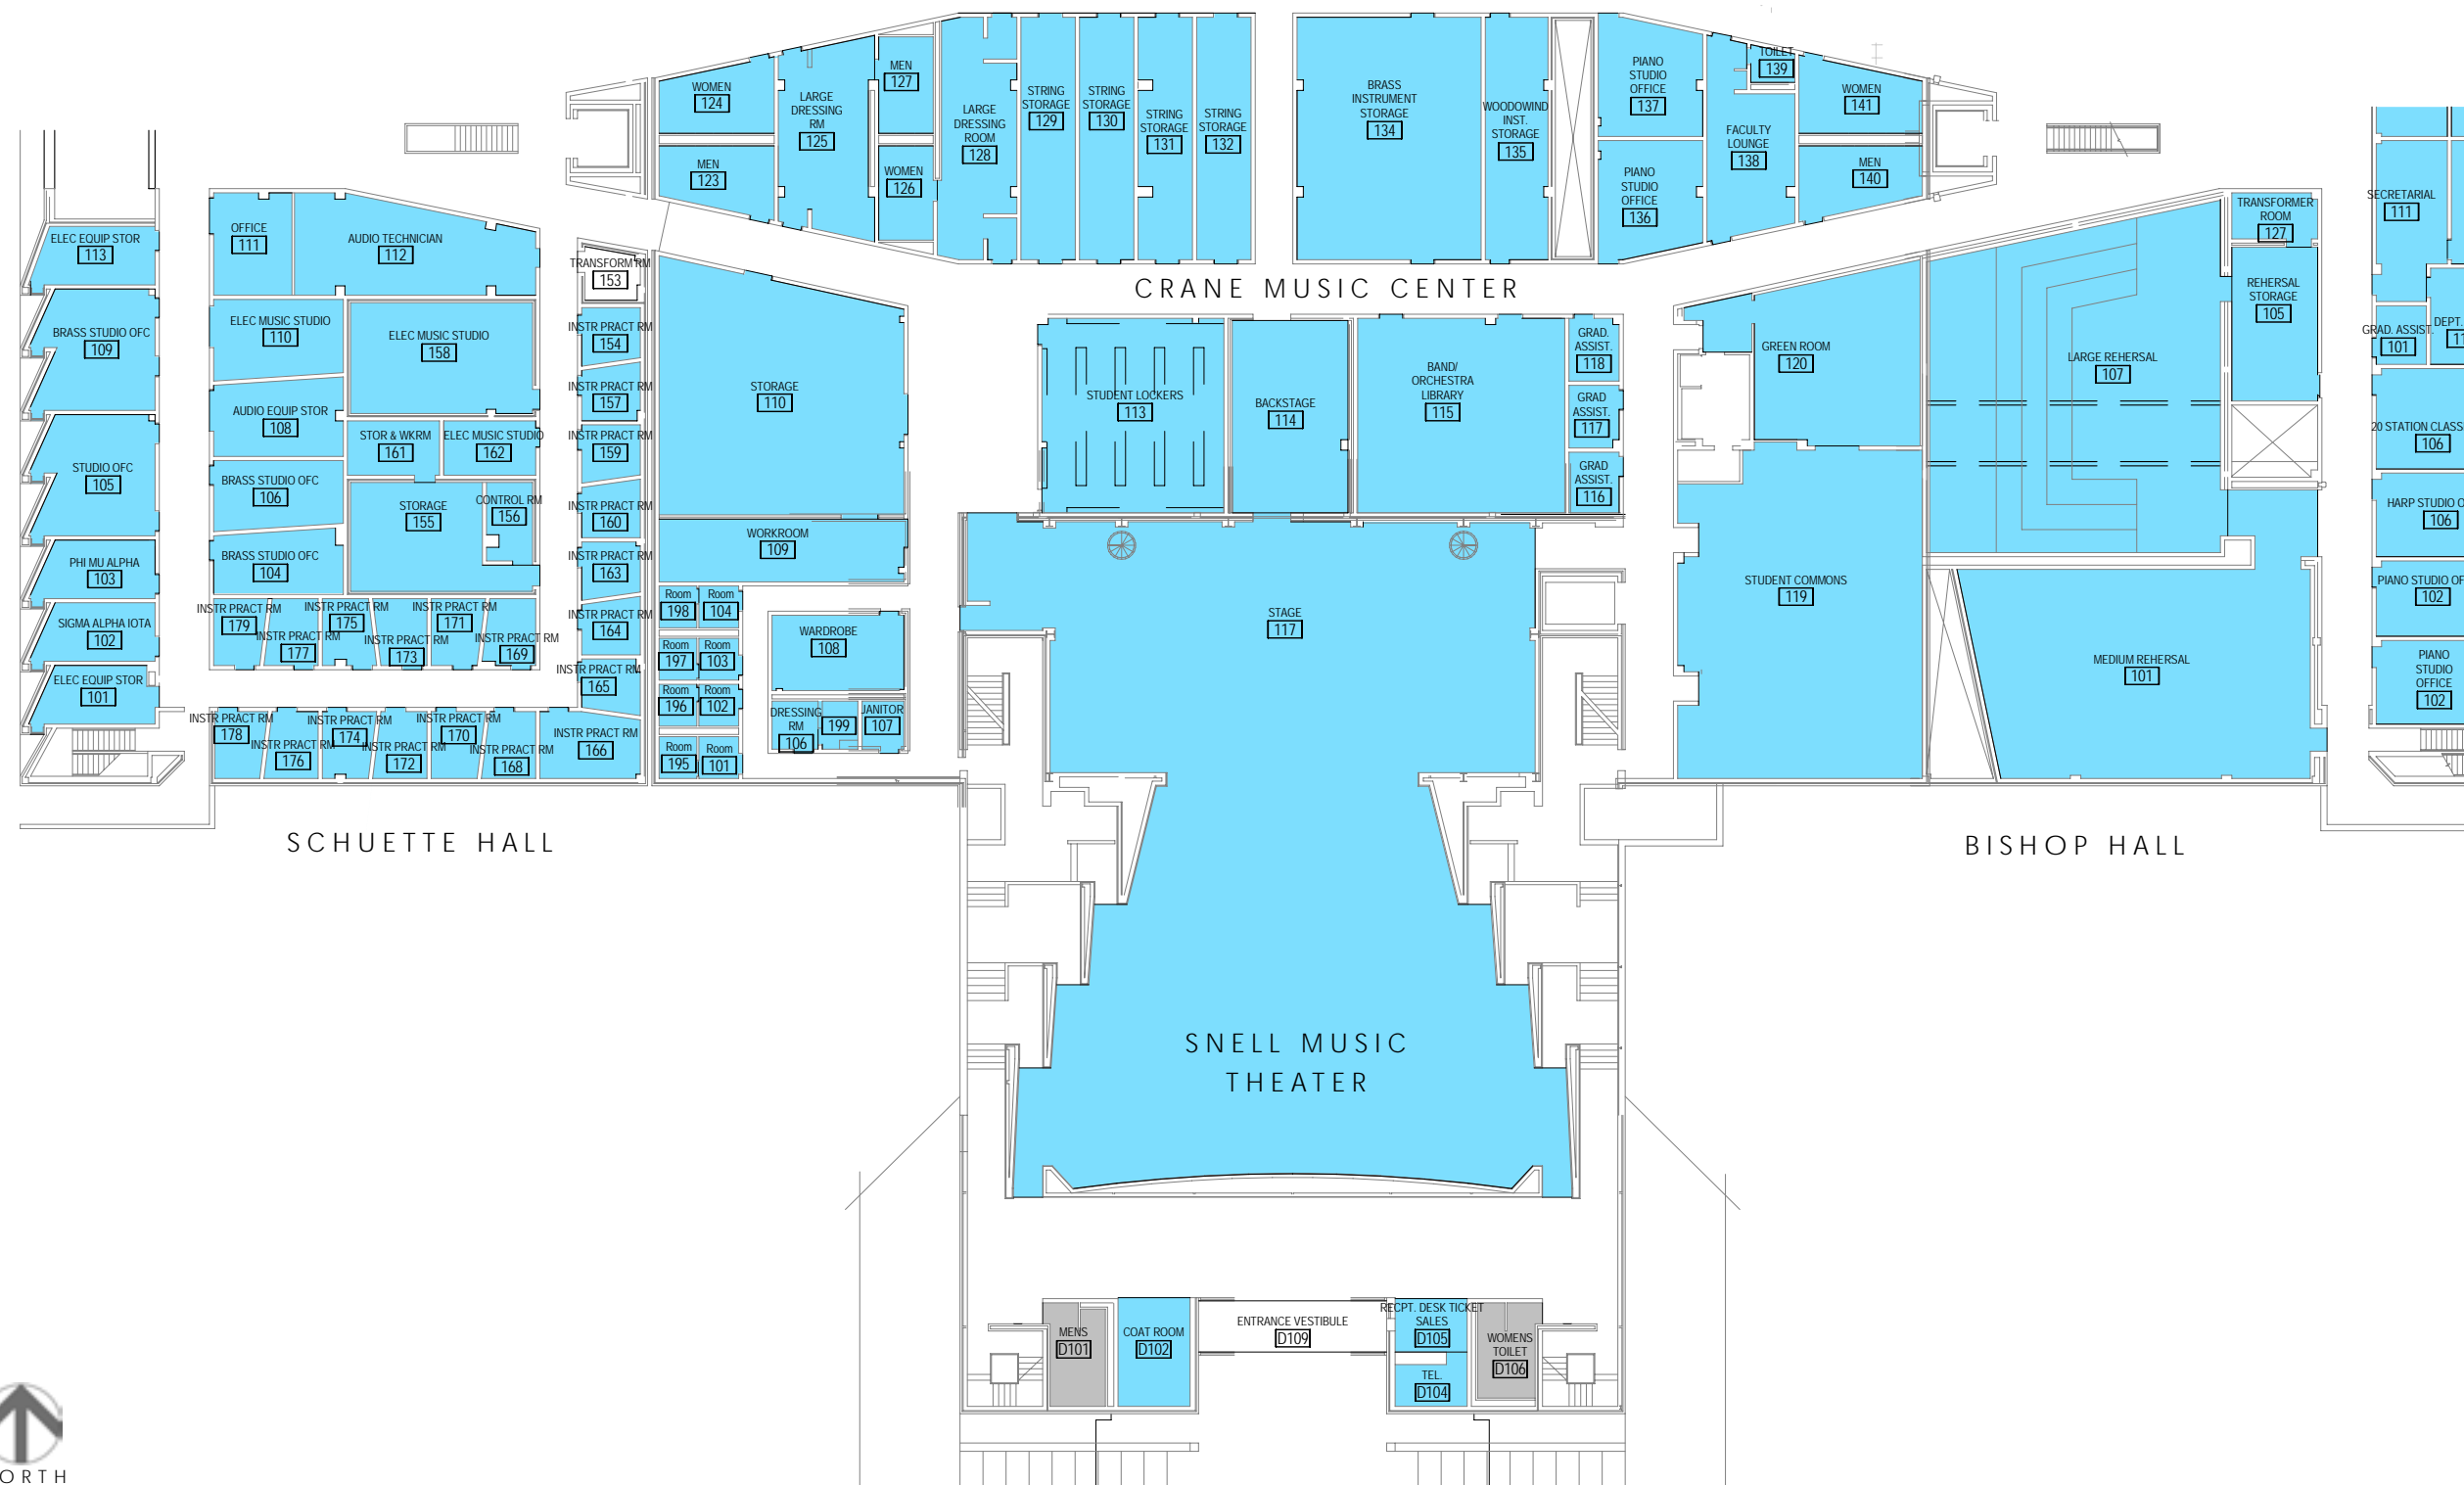 WOMEN
124
MEN
123
LARGE
DRESSING
RM
125
MEN
127
WOMEN
126
LARGE
DRESSING
ROOM
128
STRING
STORAGE
129
STRING
STORAGE
130
STRING
STORAGE
131
STRING
STORAGE
132
BRASS
INSTRUMENT
STORAGE
134
WOODOWIND
INST.
STORAGE
135
PIANO
STUDIO
OFFICE
137
PIANO
STUDIO
OFFICE
136
FACULTY
LOUNGE
138
TOILET
139
WOMEN
141
MEN
140
CRANE MUSIC CENTER
ELEC EQUIP STOR
113
BRASS STUDIO OFC
109
STUDIO OFC
105
PHI MU ALPHA
103
SIGMA ALPHA IOTA
102
ELEC EQUIP STOR
101
OFFICE
111
AUDIO TECHNICIAN
112
ELEC MUSIC STUDIO
110
ELEC MUSIC STUDIO
158
AUDIO EQUIP STOR
108
STOR & WKRM
161
ELEC MUSIC STUDIO
162
BRASS STUDIO OFC
106
STORAGE
155
CONTROL RM
156
BRASS STUDIO OFC
104
INSTR PRACT RM
179
INSTR PRACT RM
177
INSTR PRACT RM
175
INSTR PRACT RM
173
INSTR PRACT RM
171
INSTR PRACT RM
169
INSTR PRACT RM
178
INSTR PRACT RM
176
INSTR PRACT RM
174
INSTR PRACT RM
172
INSTR PRACT RM
170
INSTR PRACT RM
168
INSTR PRACT RM
166
TRANSFORM RM
153
INSTR PRACT RM
154
INSTR PRACT RM
157
INSTR PRACT RM
159
INSTR PRACT RM
160
INSTR PRACT RM
163
INSTR PRACT RM
164
INSTR PRACT RM
165
SCHUETTE HALL
STORAGE
110
WORKROOM
109
Room
198
Room
104
Room
197
Room
103
Room
196
Room
102
Room
195
Room
101
WARDROBE
108
DRESSING
RM
106
199
JANITOR
107
STUDENT LOCKERS
113
BACKSTAGE
114
BAND/
ORCHESTRA
LIBRARY
115
GRAD.
ASSIST.
118
GRAD
ASSIST.
117
GRAD
ASSIST.
116
STAGE
117
SNELL MUSIC
THEATER
GREEN ROOM
120
STUDENT COMMONS
119
LARGE REHERSAL
107
TRANSFORMER
ROOM
127
REHERSAL
STORAGE
105
MEDIUM REHERSAL
101
BISHOP HALL
SECRETARIAL
111
GRAD. ASSIST.
101
DEPT.
20 STATION
106
HARP STUDIO
106
PIANO STUDIO
102
PIANO
STUDIO
OFFICE
102
MENS
D101
COAT ROOM
D102
ENTRANCE VESTIBULE
D109
RECPT. DESK TICKET
SALES
D105
TEL.
D104
WOMENS
TOILET
D106
ORTH